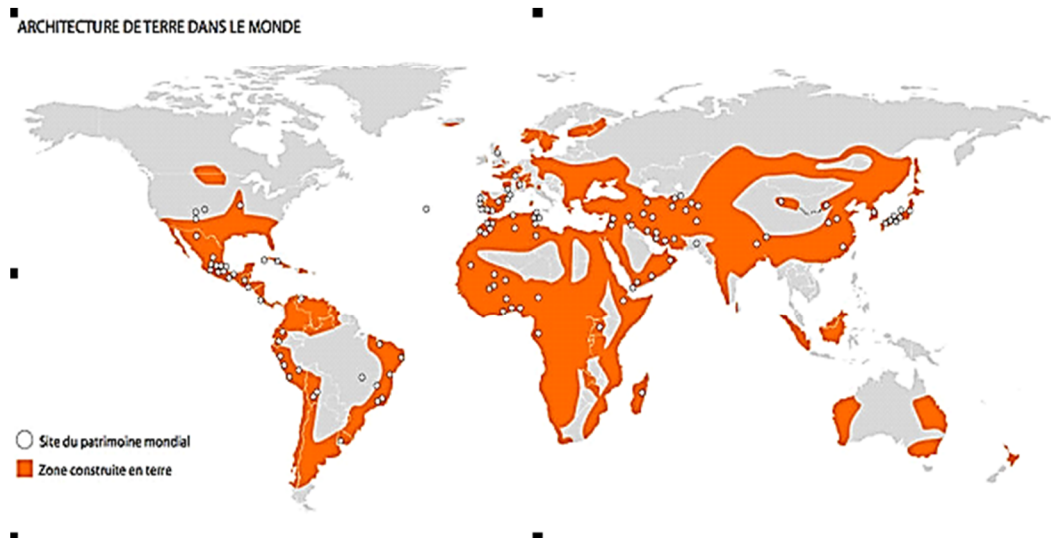 ARCHITECTURE DE TERRE DANS LE MONDE
Site du patrimoine mondial
Zone construite en terre